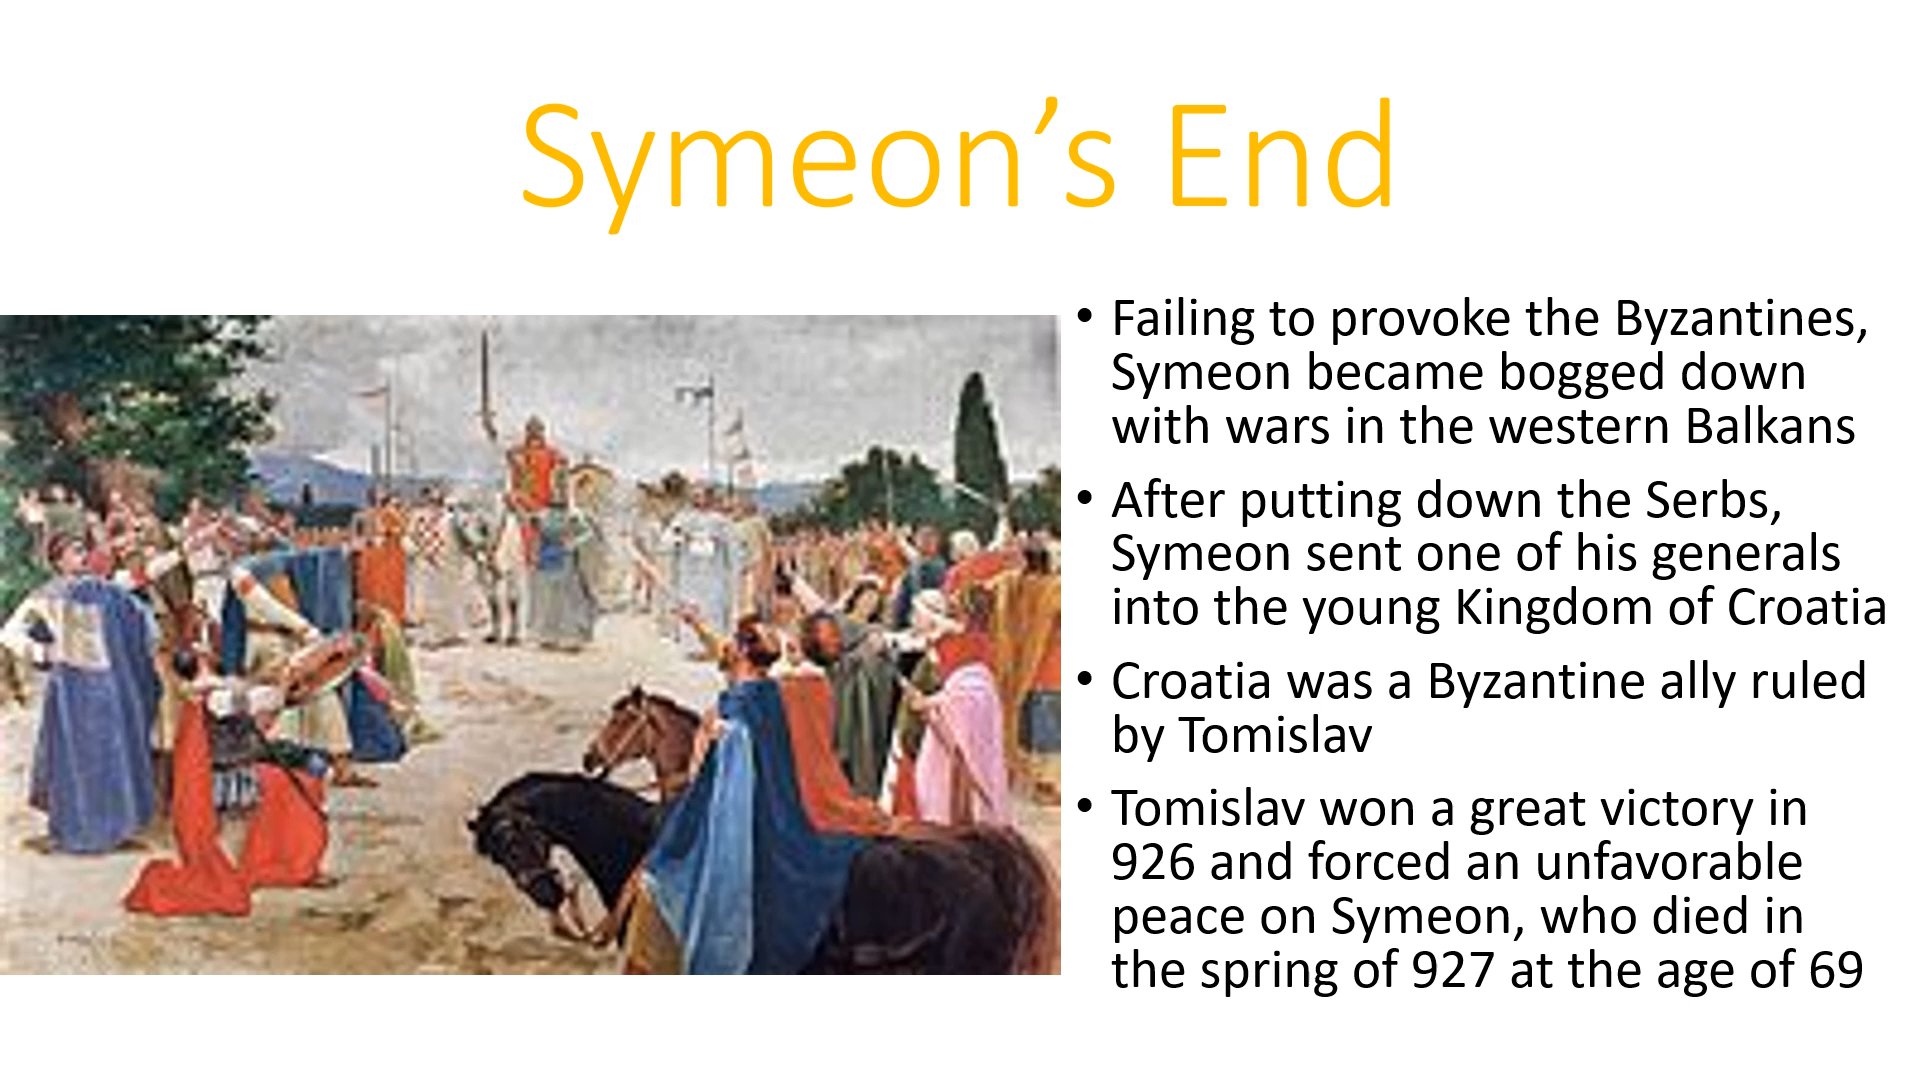 Symeon’s End
• Failing to provoke the Byzantines,
Symeon became bogged down
with wars in the western Balkans
• After putting down the Serbs,
Symeon sent one of his generals
into the young Kingdom of Croatia
• Croatia was a Byzantine ally ruled
by Tomislav
• Tomislav won a great victory in
926 and forced an unfavorable
peace on Symeon, who died in
the spring of 927 at the age of 69